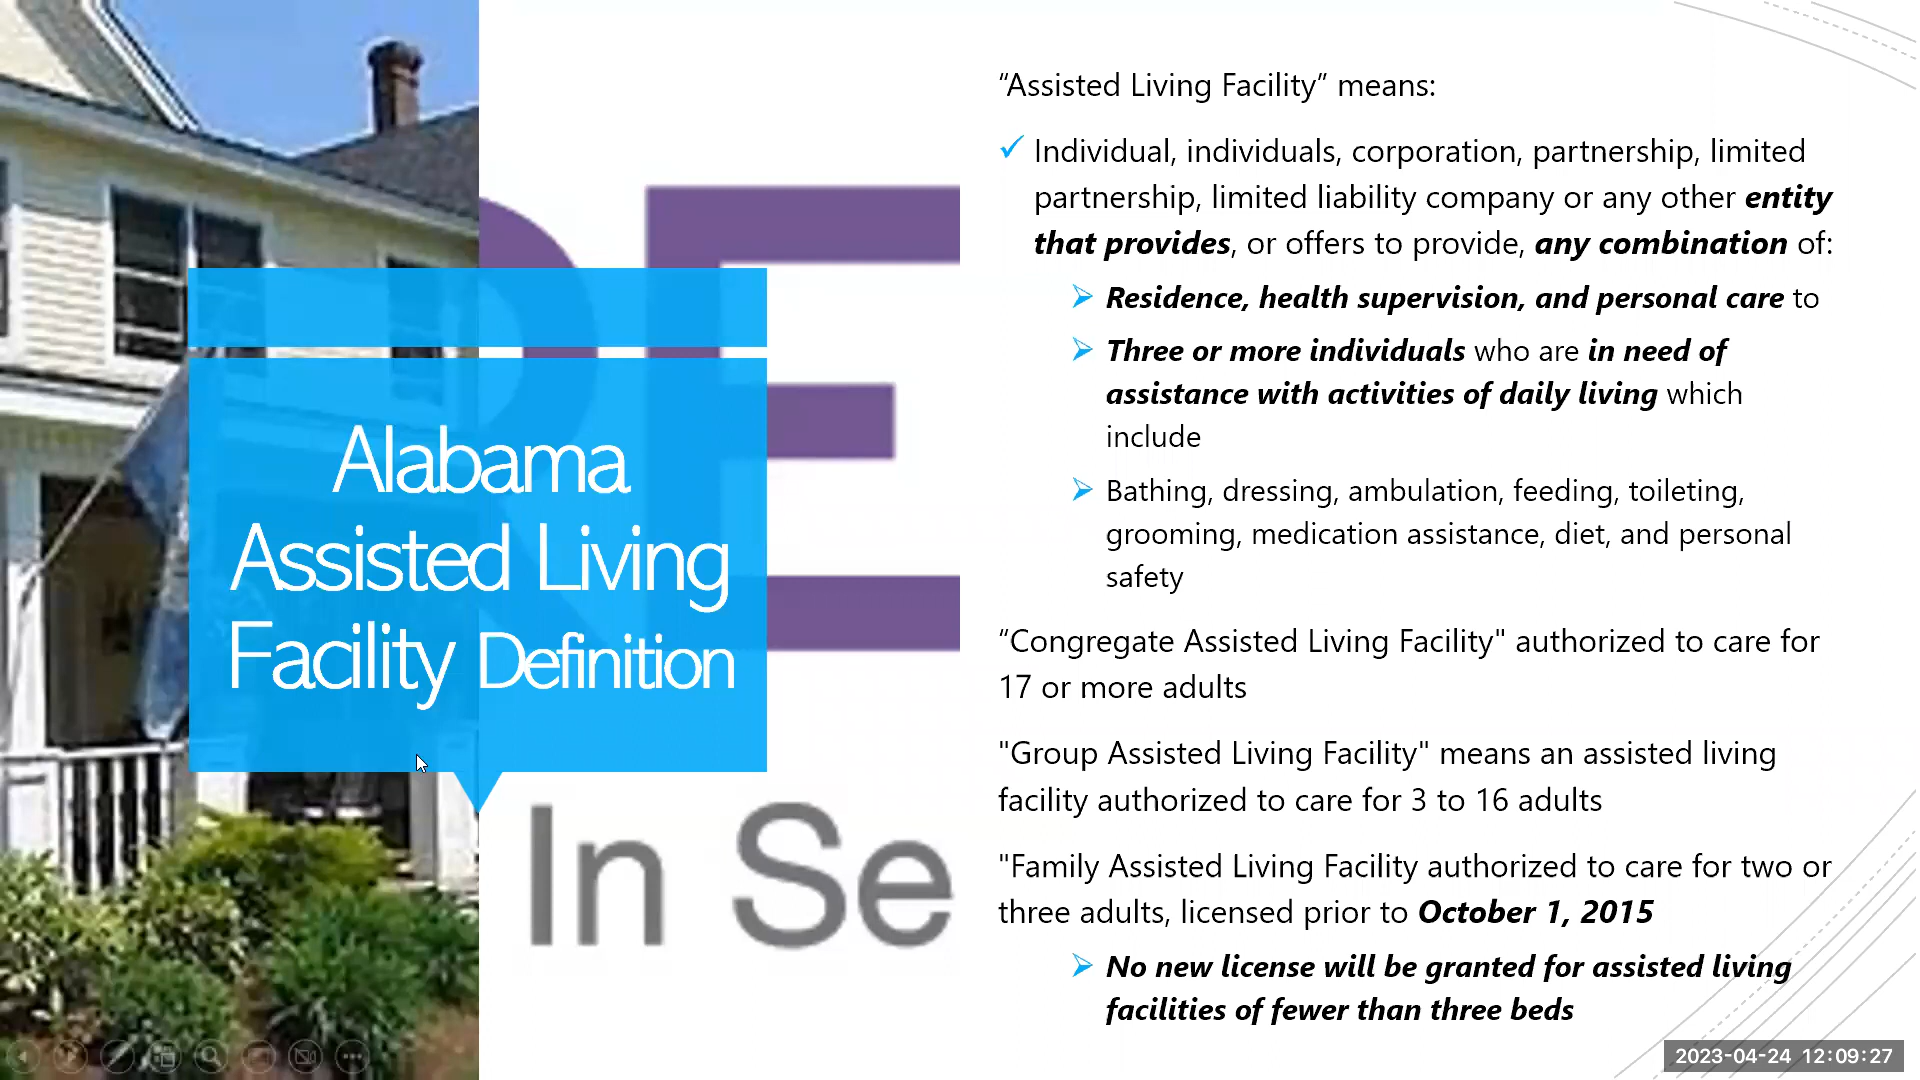 Alabama
Assisted Living
Facility Definition
RE
In Se
“Assisted Living Facility” means:
Individual, individuals, corporation, partnership, limited
partnership, limited liability company or any other entity
that provides, or offers to provide, any combination of:
Residence, health supervision, and personal care to
Three or more individuals who are in need of
assistance with activities of daily living which
include
Bathing, dressing, ambulation, feeding, toileting,
grooming, medication assistance, diet, and personal
safety
“Congregate Assisted Living Facility" authorized to care for
17 or more adults
"Group Assisted Living Facility" means an assisted living
facility authorized to care for 3 to 16 adults
"Family Assisted Living Facility authorized to care for two or
three adults, licensed prior to October 1, 2015
No new license will be granted for assisted living
facilities of fewer than three beds
2023-04-24 12:09:27